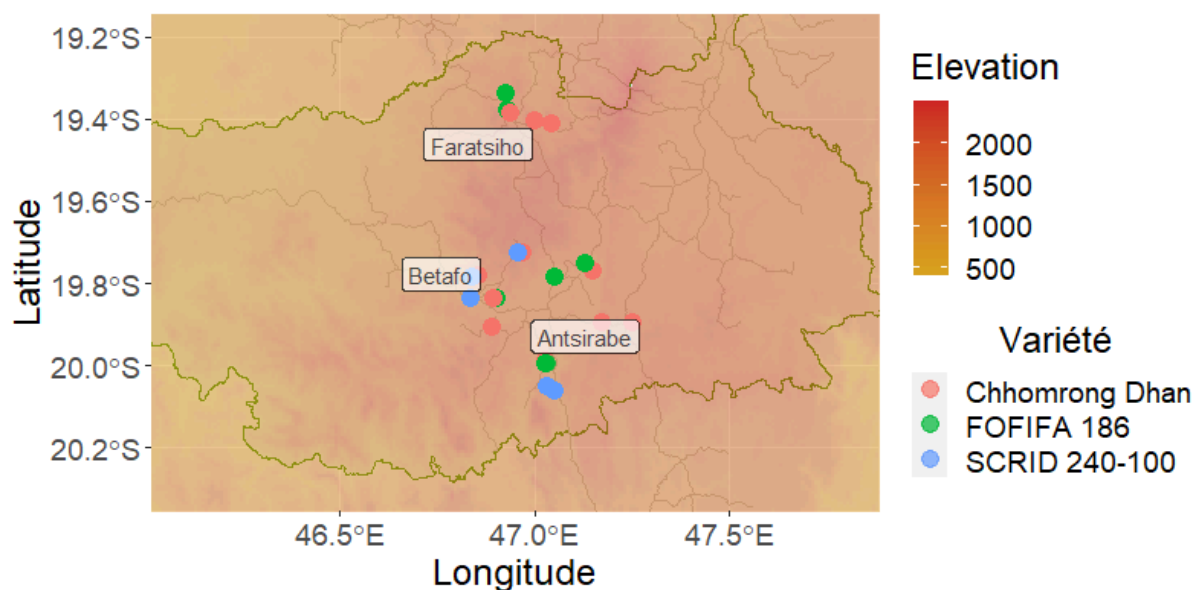 19.2°S
19.4°S
19.6°S
19.8°S
20.0°S
20.2°S
Latitude
Faratsiho
Betafo
Antsirabe
46.5°E 47.0°E 47.5°E
Longitude
Elevation
2000
1500
1000
500
Variété
Chhomrong Dhan
FOFIFA 186
SCRID 240-100